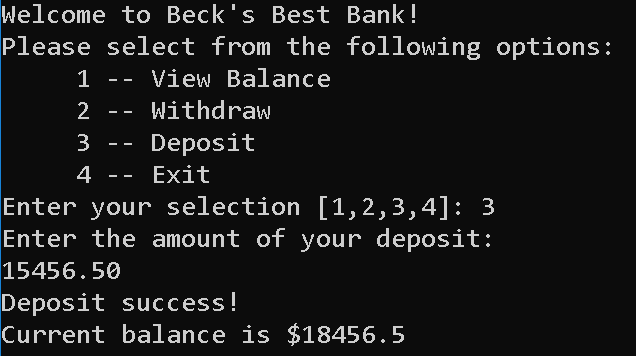 Welcome to Beck's Best Bank!
Please select from the following options:
     1 -- View Balance
     2 -- Withdraw
     3 -- Deposit
     4 -- Exit
Enter your selection [1,2,3,4]: 3
Enter the amount of your deposit:
15456.50
Deposit success!
Current balance is $18456.5